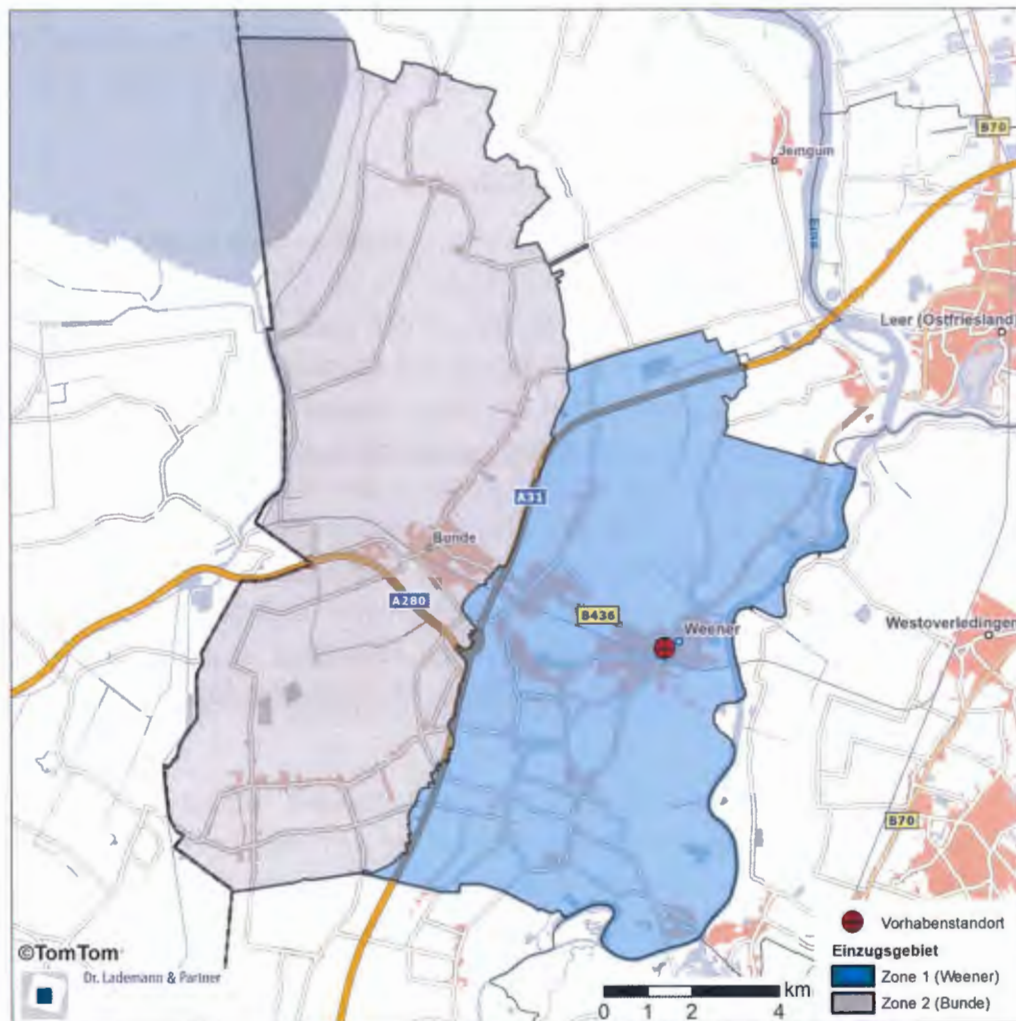 B70
Jemgum
Ems
Leer (Ostfriesland)
A31
Bunde
A280
B436
Weener
Westoverledingen
B70
©TomTom
Dr. Lademann & Partner
km
0 1 2 4
Vorhabenstandort
Einzugsgebiet
Zone 1 (Weener)
Zone 2 (Bunde)